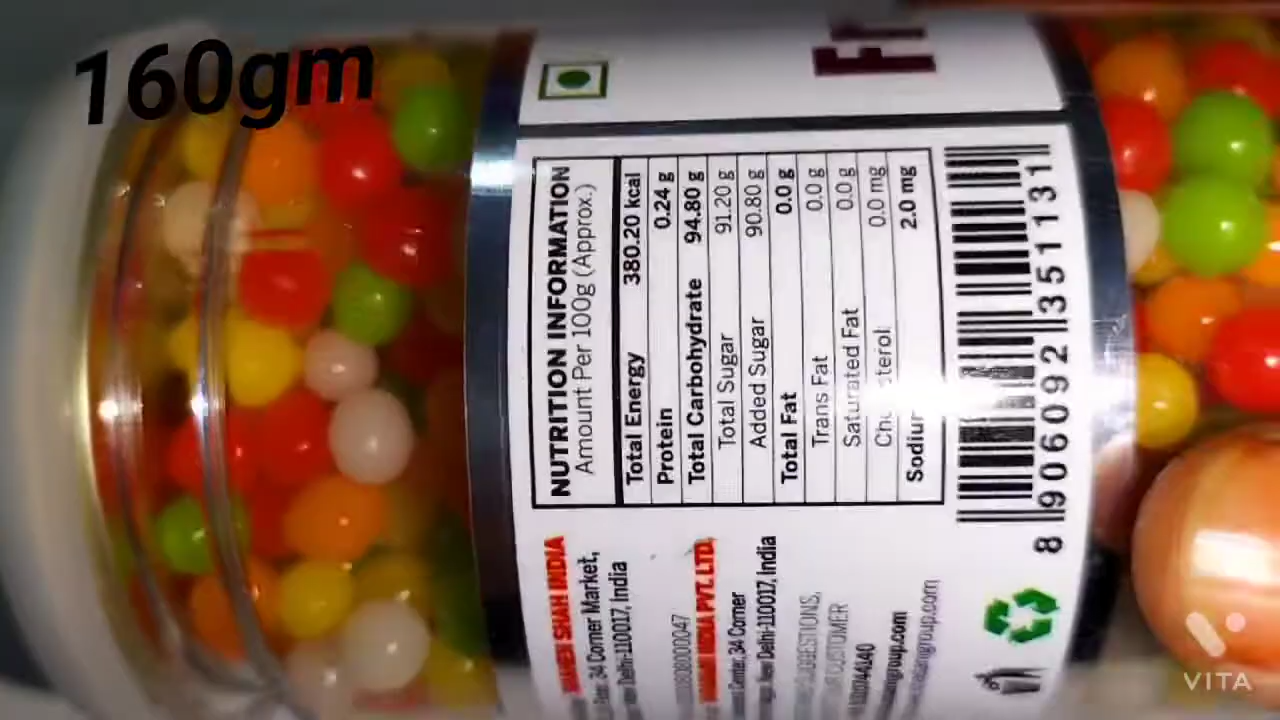 160gm
NUTRITION INFORMATION
Amount Per 100g (Approx.)
Total Energy 380.20 kcal
Protein 0.24 g
Total Carbohydrate 94.80 g
Total Sugar 91.20 g
Added Sugar 90.80 g
Total Fat 0.0 g
Trans Fat 0.0 g
Saturated Fat 0.0 g
0.0 mg
2.0 mg
8 906092 351131
SHAH INDIA
34 Corner Market,
Delhi-110017, India
INDIA PVT. LTD.
34 Corner
New Delhi-110017, India
CUSTOMER
VITA